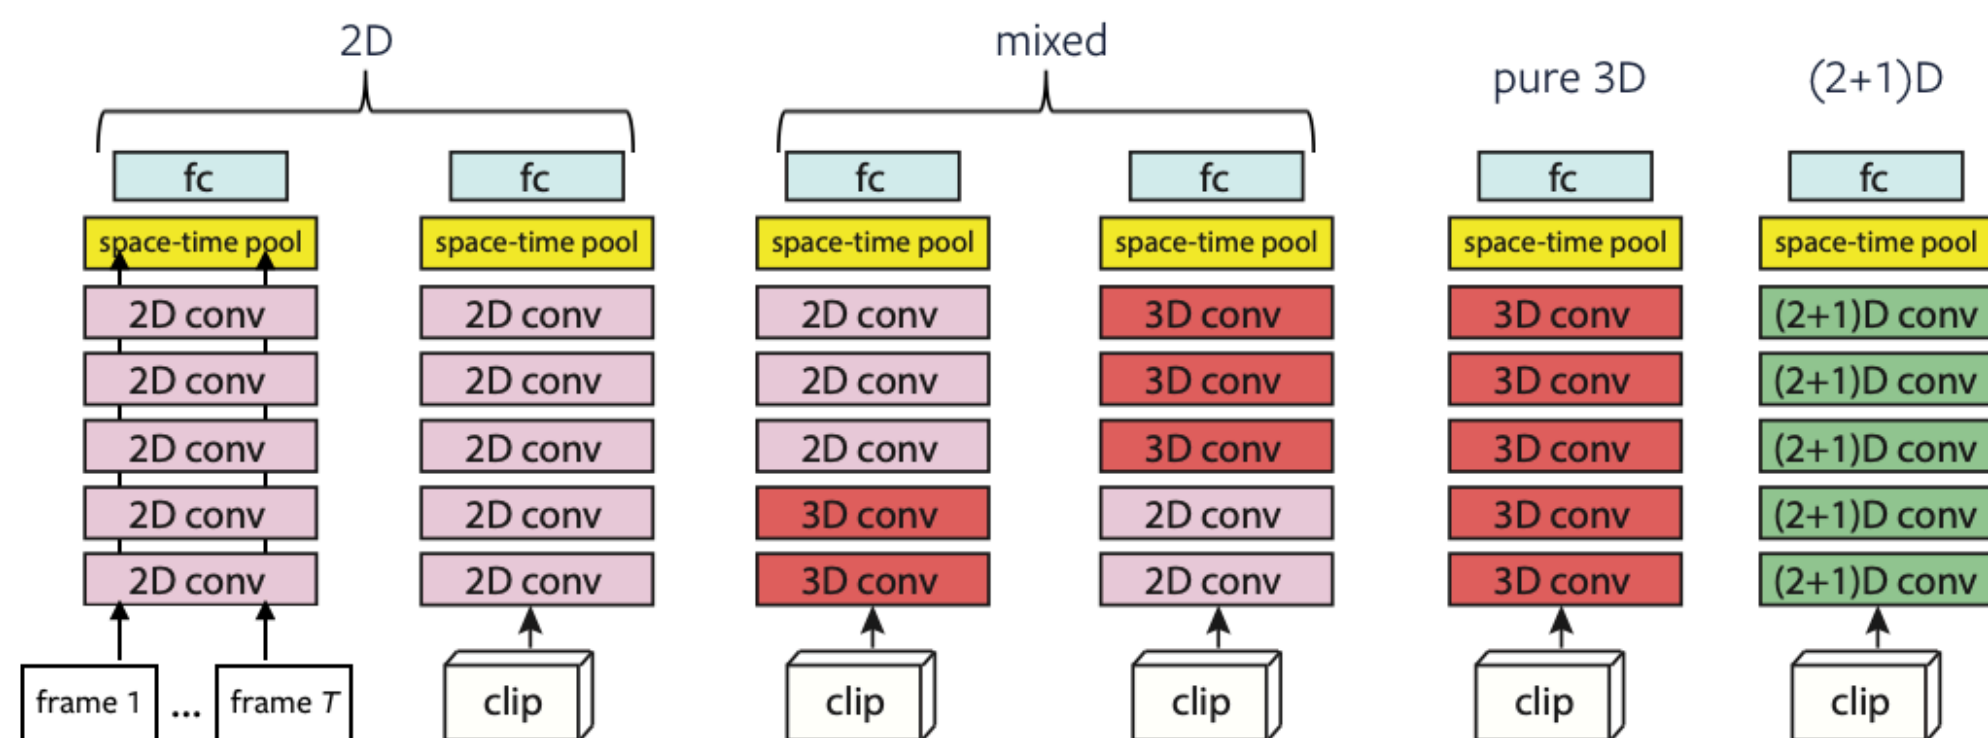 2D
mixed
pure 3D
(2+1)D
fc
fc
fc
fc
fc
fc
space-time pool
space-time pool
space-time pool
space-time pool
space-time pool
space-time pool
2D conv
2D conv
2D conv
3D conv
3D conv
(2+1)D conv
2D conv
2D conv
2D conv
3D conv
3D conv
(2+1)D conv
2D conv
2D conv
2D conv
3D conv
3D conv
(2+1)D conv
2D conv
2D conv
3D conv
2D conv
3D conv
(2+1)D conv
2D conv
2D conv
3D conv
2D conv
3D conv
(2+1)D conv
frame 1
...
frame T
clip
clip
clip
clip
clip